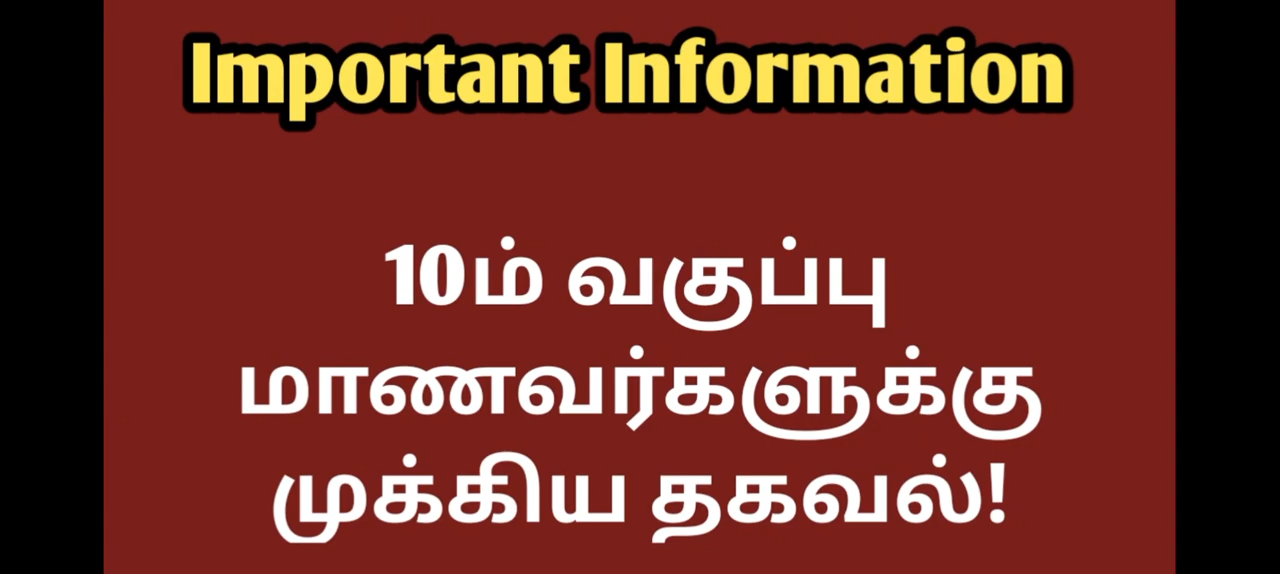 Important Information
10ம் வகுப்பு
மாணவர்களுக்கு
முக்கிய தகவல்!